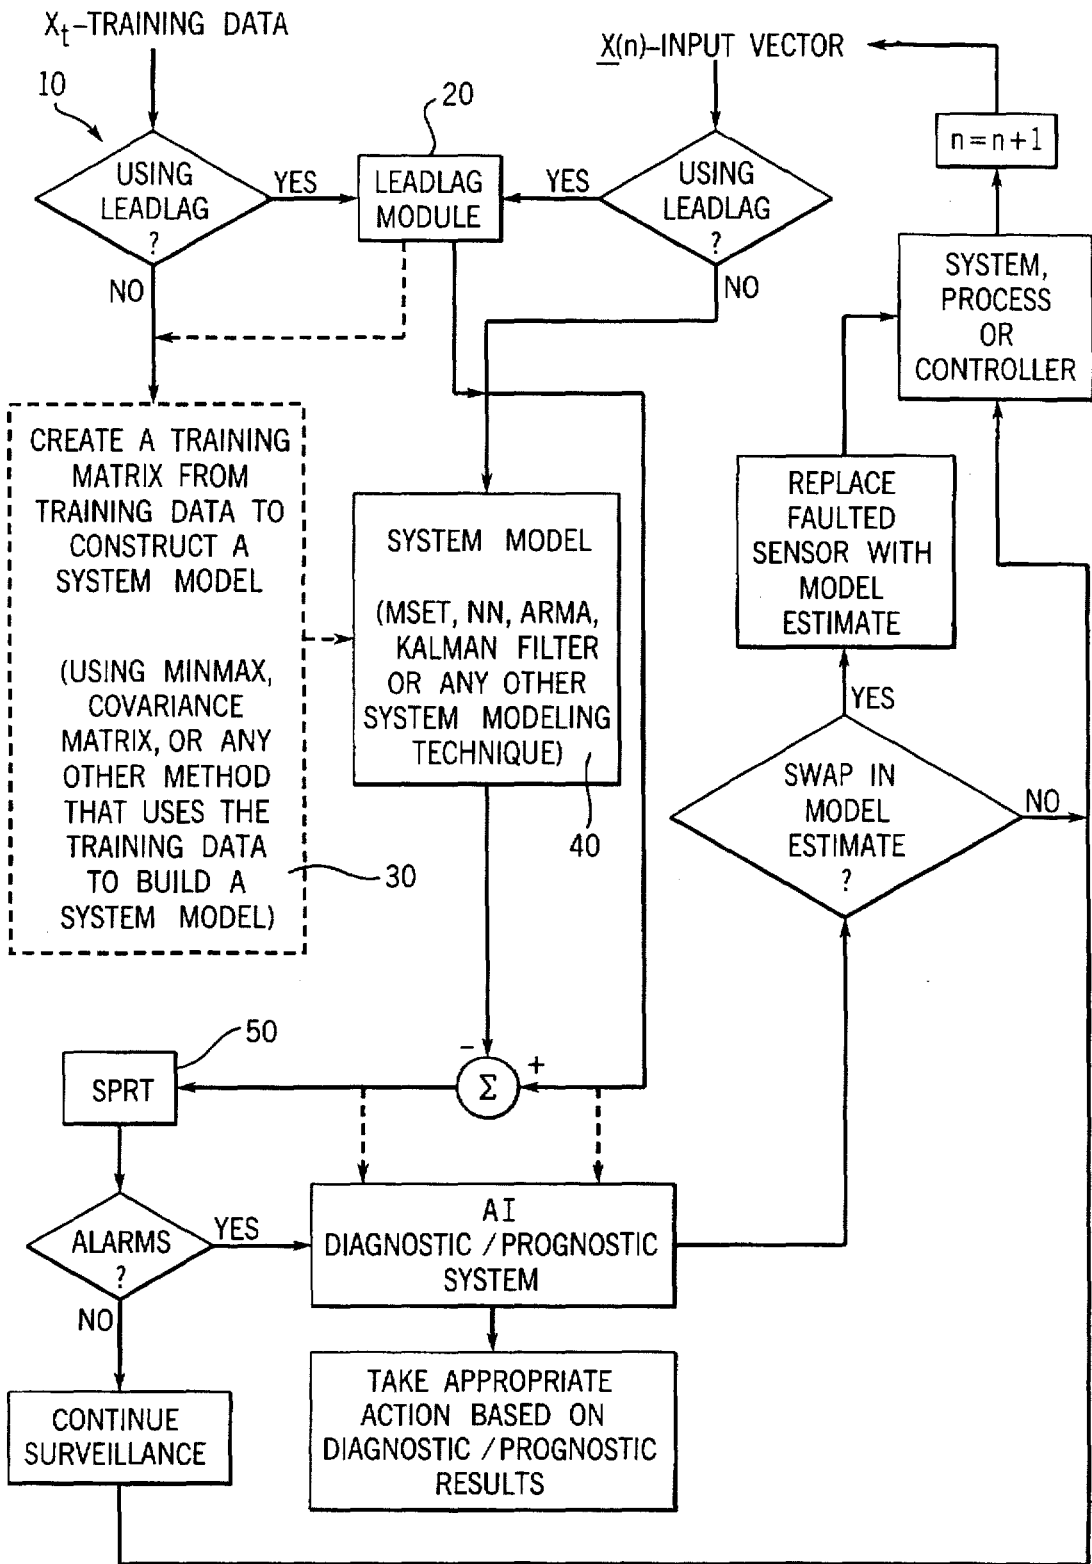 Xt-TRAINING DATA
X(n)-INPUT VECTOR
10
20
n=n+1
USING
LEADLAG
?
YES
LEADLAG
MODULE
YES
USING
LEADLAG
?
NO
NO
SYSTEM,
PROCESS
OR
CONTROLLER
CREATE A TRAINING
MATRIX FROM
TRAINING DATA TO
CONSTRUCT A
SYSTEM MODEL
(USING MINMAX,
COVARIANCE
MATRIX, OR ANY
OTHER METHOD
THAT USES THE
TRAINING DATA
TO BUILD A
SYSTEM MODEL)
30
SYSTEM MODEL
(MSET, NN, ARMA,
KALMAN FILTER
OR ANY OTHER
SYSTEM MODELING
TECHNIQUE)
40
REPLACE
FAULTED
SENSOR WITH
MODEL
ESTIMATE
YES
SWAP IN
MODEL
ESTIMATE
?
NO
50
SPRT
-
Σ
+
ALARMS
?
YES
NO
AI
DIAGNOSTIC/PROGNOSTIC
SYSTEM
CONTINUE
SURVEILLANCE
TAKE APPROPRIATE
ACTION BASED ON
DIAGNOSTIC/PROGNOSTIC
RESULTS